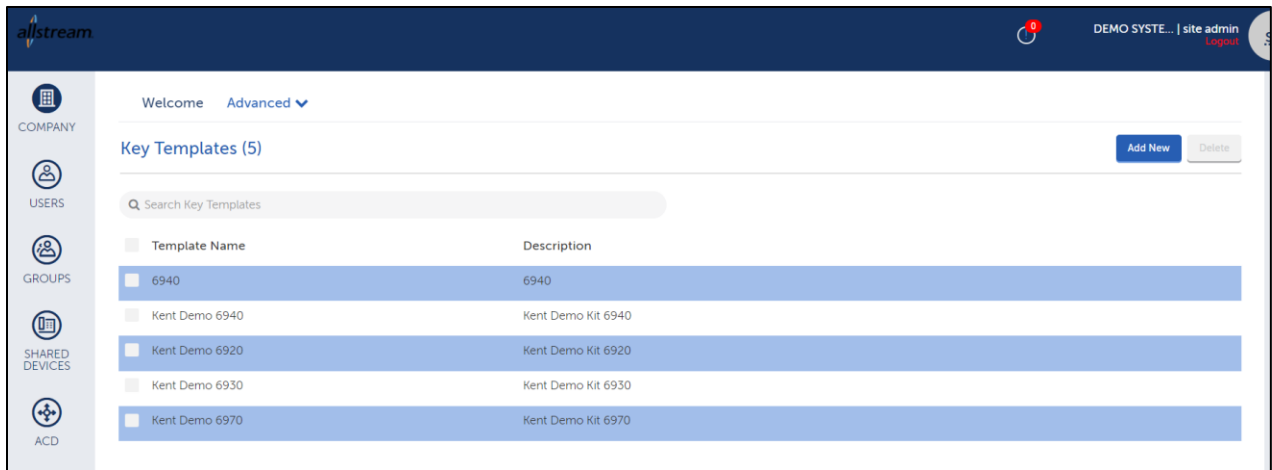 allstream
0
DEMO SYSTE... | site admin
Logout
COMPANY
USERS
GROUPS
SHARED
DEVICES
ACD
Welcome Advanced
Key Templates (5)
Add New Delete
Search Key Templates
Template Name Description
6940 6940
Kent Demo 6940 Kent Demo Kit 6940
Kent Demo 6920 Kent Demo Kit 6920
Kent Demo 6930 Kent Demo Kit 6930
Kent Demo 6970 Kent Demo Kit 6970